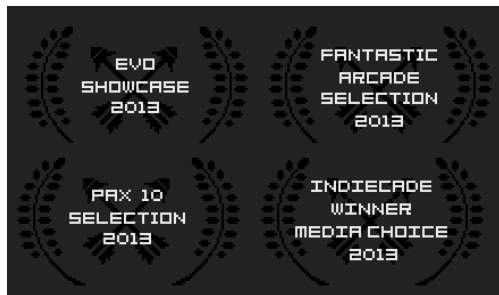 EVO
SHOWCASE
2013
FANTASTIC
ARCADE
SELECTION
2013
PAX 10
SELECTION
2013
INDIECADE
WINNER
MEDIA CHOICE
2013